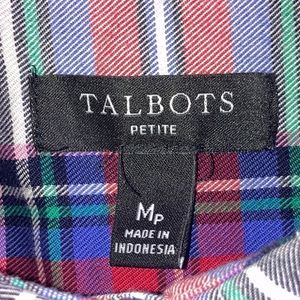 TALBOTS
PETITE
MP
MADE IN
INDONESIA